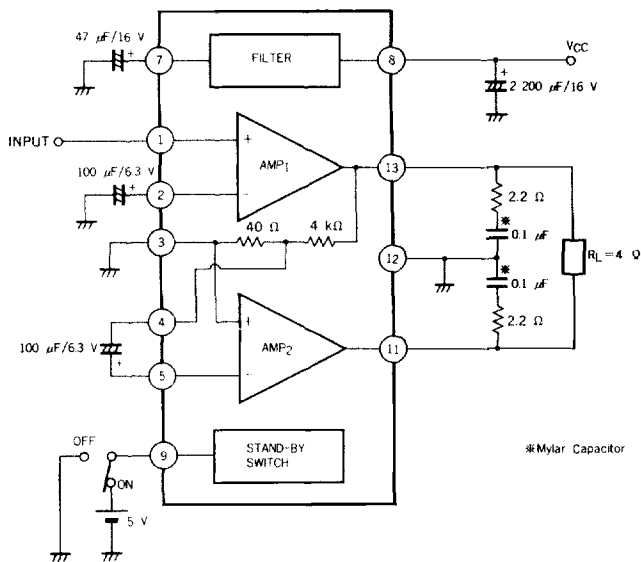 47 μF/16 V
+
7
FILTER
8
VCC
+
2 200 μF/16 V
INPUT
1
+
AMP1
13
100 μF/6.3 V
+
2
−
2.2 Ω
※
0.1 μF
3
40 Ω
4 kΩ
12
RL=4 Ω
※
0.1 μF
4
+
2.2 Ω
100 μF/6.3 V
AMP2
11
+
5
−
OFF
9
STAND-BY
SWITCH
※Mylar Capacitor
ON
5 V